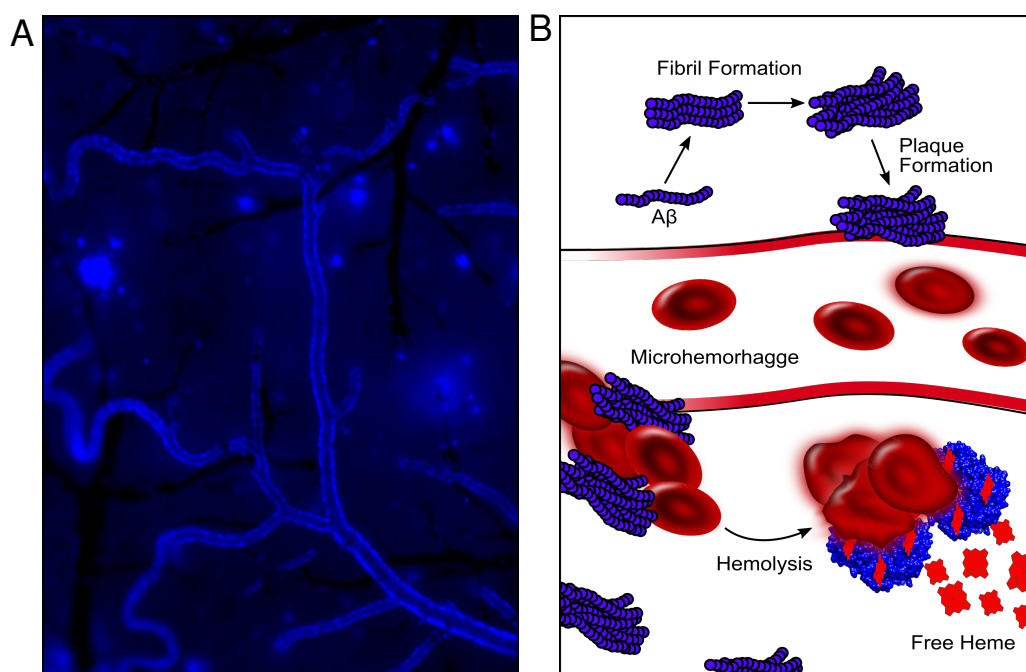 A
B
Fibril Formation
Plaque
Formation
Aβ
Microhemorhagge
Hemolysis
Free Heme